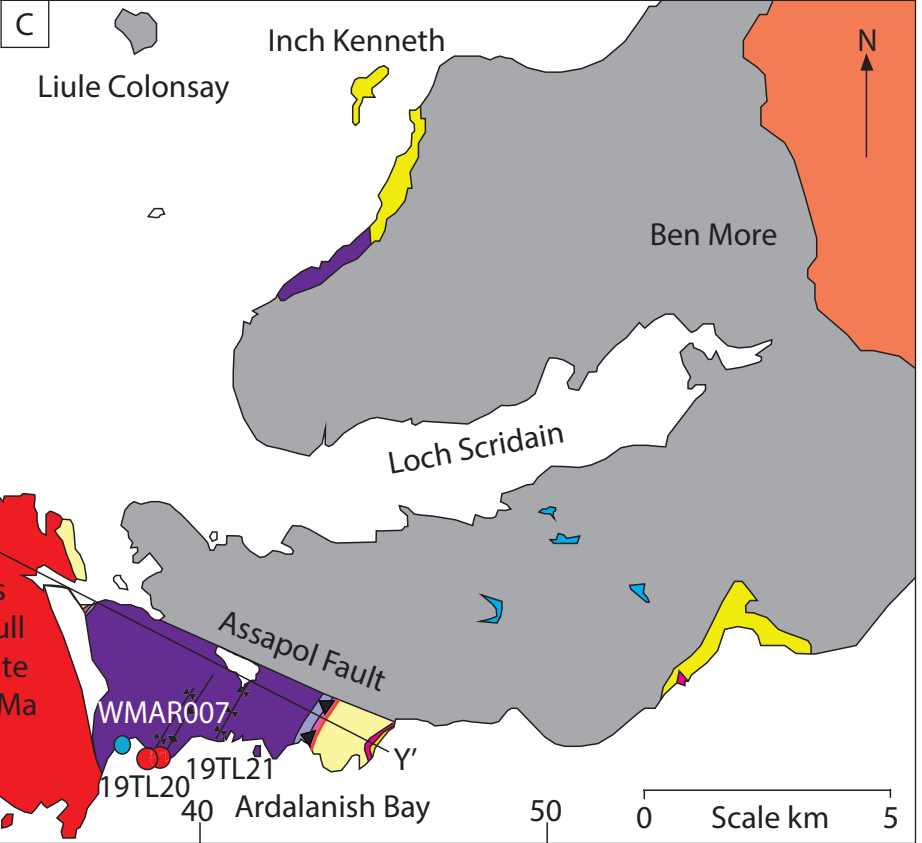 C
Inch Kenneth
N
Liule Colonsay
Ben More
Loch Scridain
s
ull
te
Ma
Assapol Fault
WMAR007
Y'
19TL21
19TL20
40
Ardalanish Bay
50
0
Scale km
5